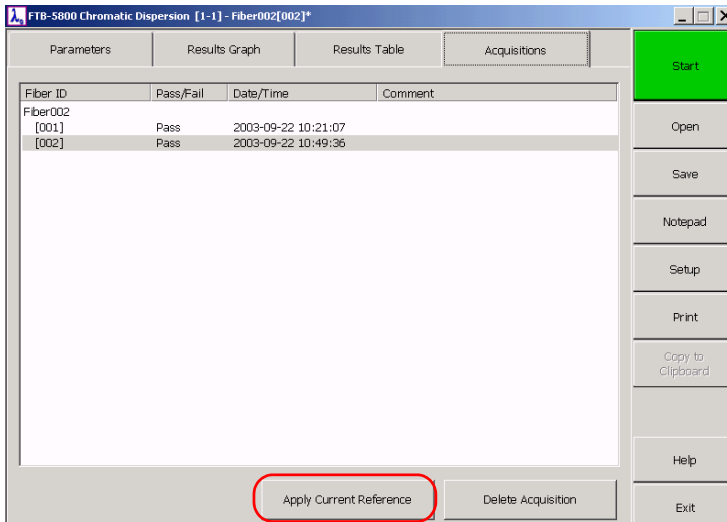 FTB-5800 Chromatic Dispersion [1-1] - Fiber002[002]*
Parameters Results Graph Results Table Acquisitions
Start
Fiber ID Pass/Fail Date/Time Comment
Fiber002
[001] Pass 2003-09-22 10:21:07
[002] Pass 2003-09-22 10:49:36
Open
Save
Notepad
Setup
Print
Copy to
Clipboard
Help
Apply Current Reference Delete Acquisition
Exit